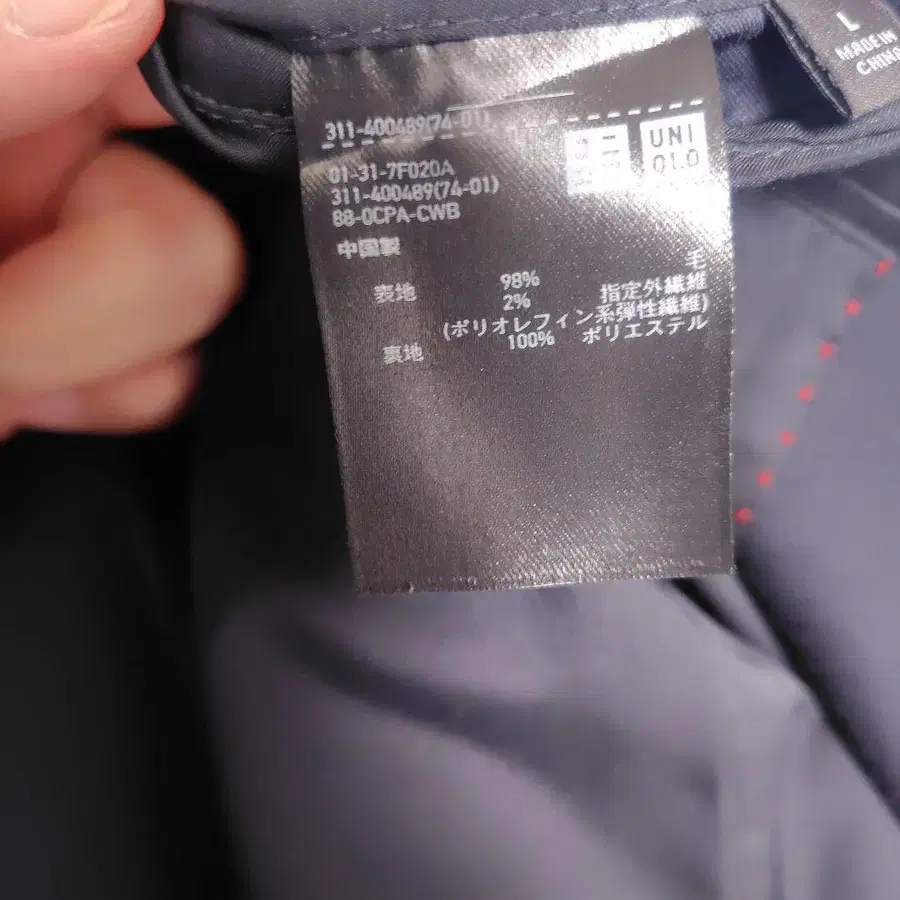 L
MADE IN
CHINA
311-400489(74-01)
UNI
QLO
01-31-7F020A
311-400489(74-01)
88-0CPA-CWB
中国製
毛
表地 98% 指定外繊維
2%
(ポリオレフィン系弾性繊維)
裏地 100% ポリエステル